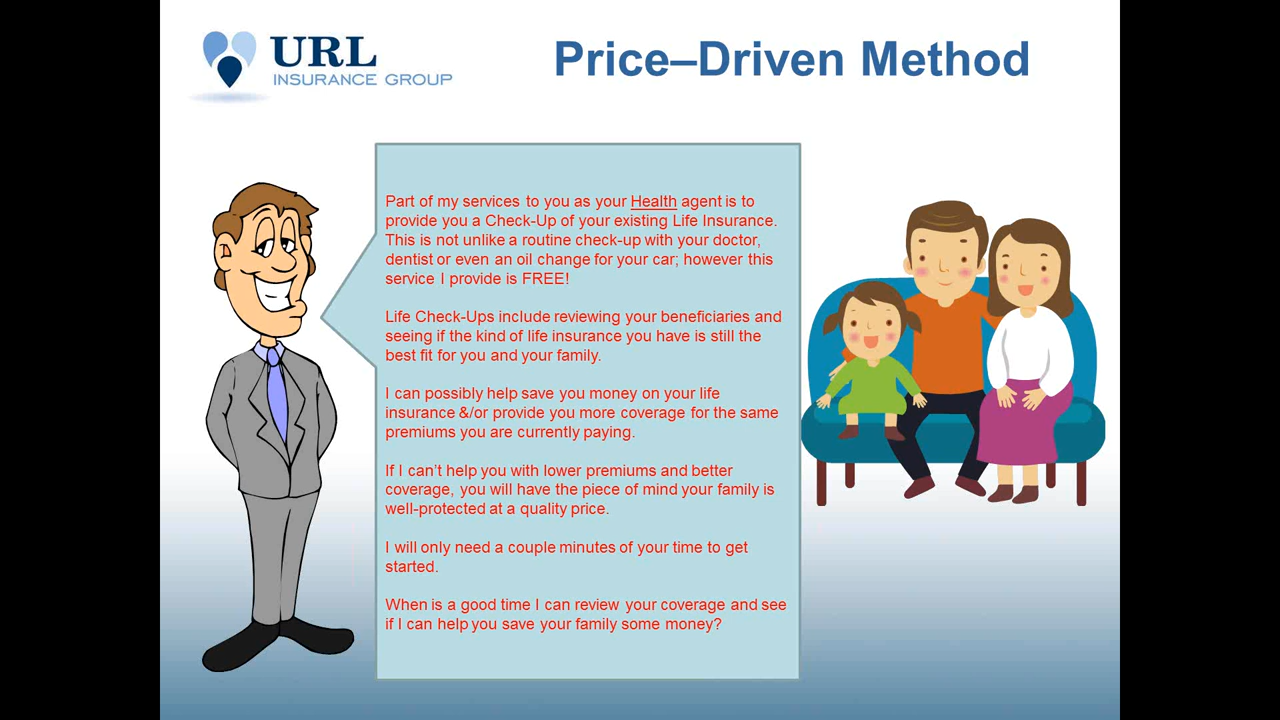 URL
INSURANCE GROUP
Price–Driven Method
Part of my services to you as your Health agent is to
provide you a Check-Up of your existing Life Insurance.
This is not unlike a routine check-up with your doctor,
dentist or even an oil change for your car; however this
service I provide is FREE!
Life Check-Ups include reviewing your beneficiaries and
seeing if the kind of life insurance you have is still the
best fit for you and your family.
I can possibly help save you money on your life
insurance &/or provide you more coverage for the same
premiums you are currently paying.
If I can’t help you with lower premiums and better
coverage, you will have the piece of mind your family is
well-protected at a quality price.
I will only need a couple minutes of your time to get
started.
When is a good time I can review your coverage and see
if I can help you save your family some money?